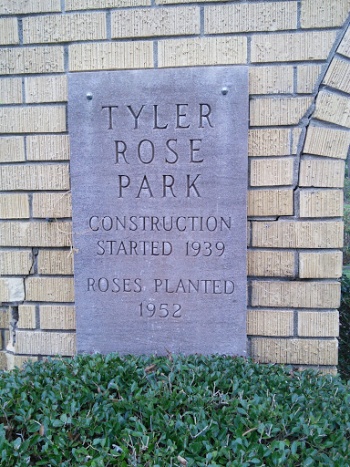 TYLER
ROSE
PARK
CONSTRUCTION
STARTED 1939
ROSES PLANTED
1952